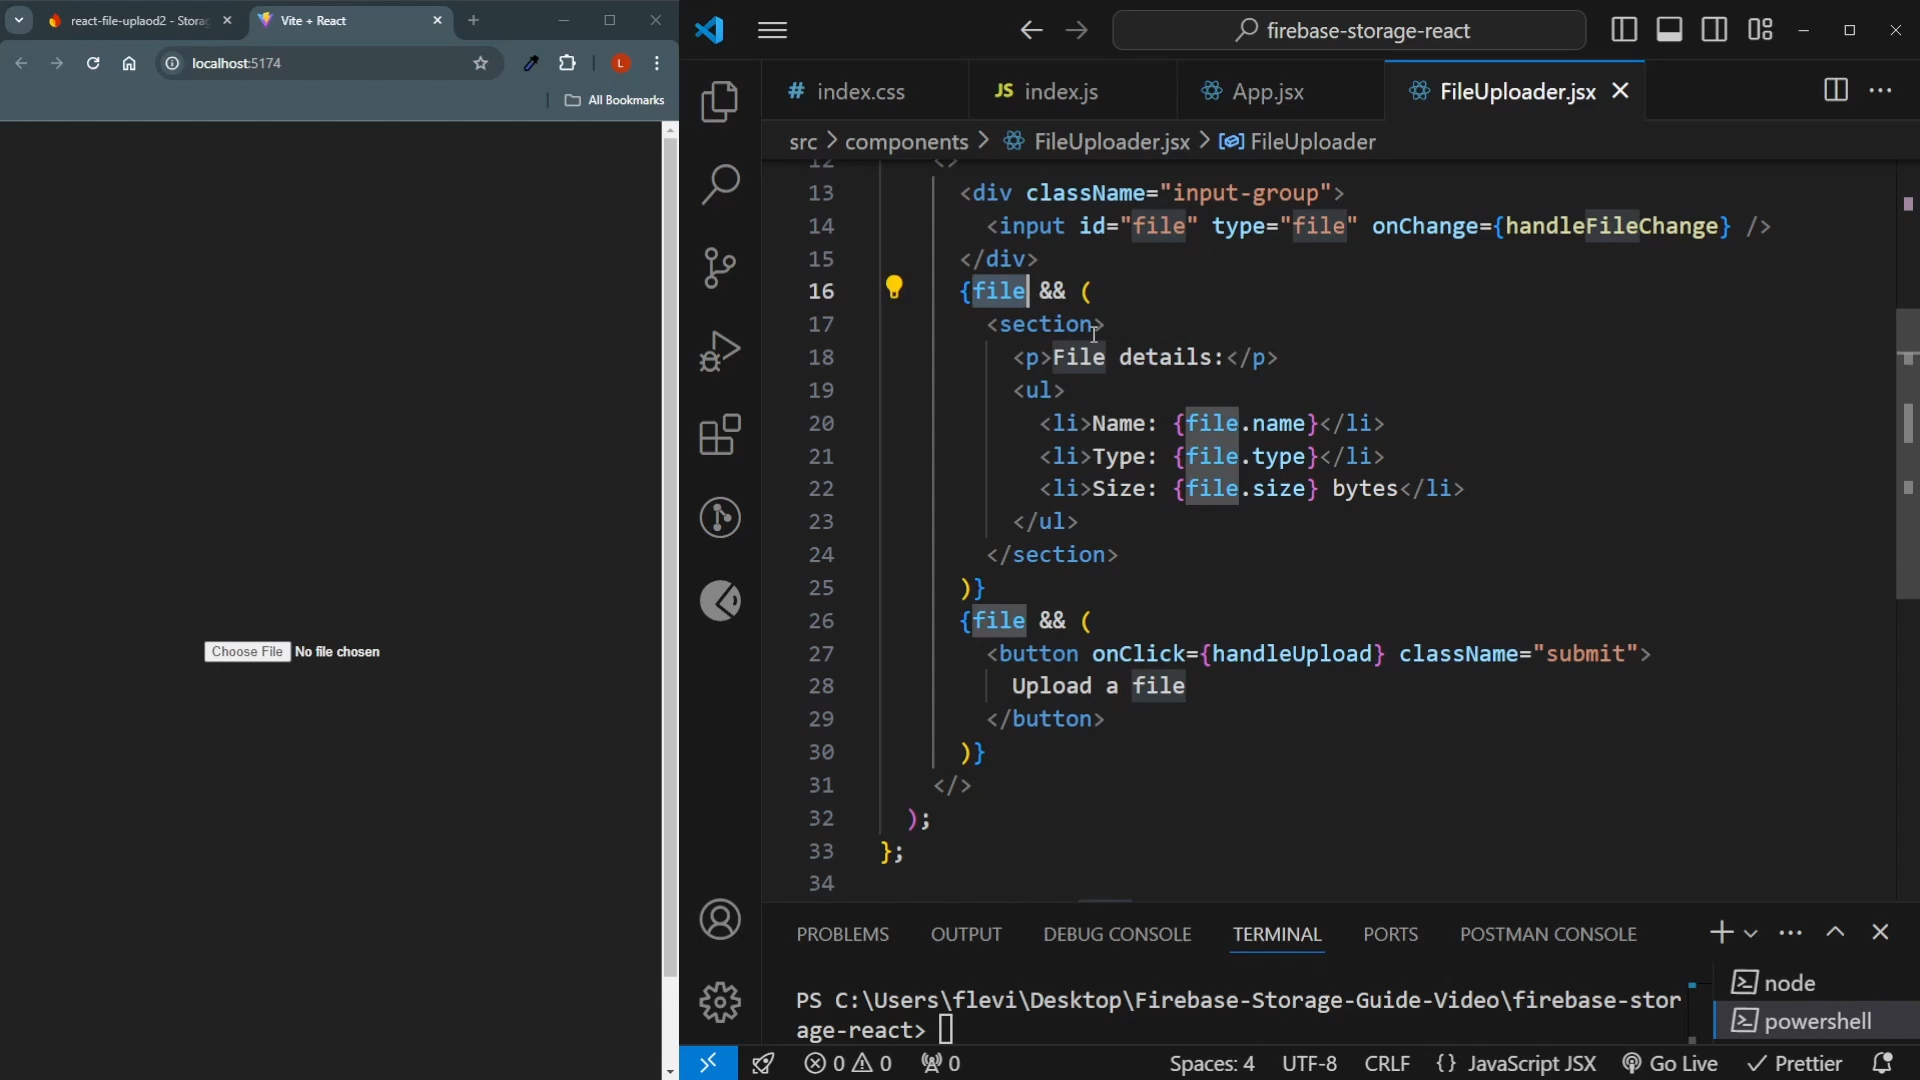 react-file-uplaod2 - Storag
Vite + React
localhost:5174
L
All Bookmarks
Choose File No file chosen
firebase-storage-react
# index.css
JS index.js
App.jsx
FileUploader.jsx
src > components > FileUploader.jsx > FileUploader
12 <>
13 <div className="input-group">
14 <input id="file" type="file" onChange={handleFileChange} />
15 </div>
16 {file && (
17 <section>
18 <p>File details:</p>
19 <ul>
20 <li>Name: {file.name}</li>
21 <li>Type: {file.type}</li>
22 <li>Size: {file.size} bytes</li>
23 </ul>
24 </section>
25 )}
26 {file && (
27 <button onClick={handleUpload} className="submit">
28 Upload a file
29 </button>
30 )}
31 </>
32 );
33 };
34
PROBLEMS OUTPUT DEBUG CONSOLE TERMINAL PORTS POSTMAN CONSOLE
PS C:\Users\flevi\Desktop\Firebase-Storage-Guide-Video\firebase-stor
age-react>
node
powershell
0 0 0
Spaces: 4 UTF-8 CRLF {} JavaScript JSX Go Live Prettier